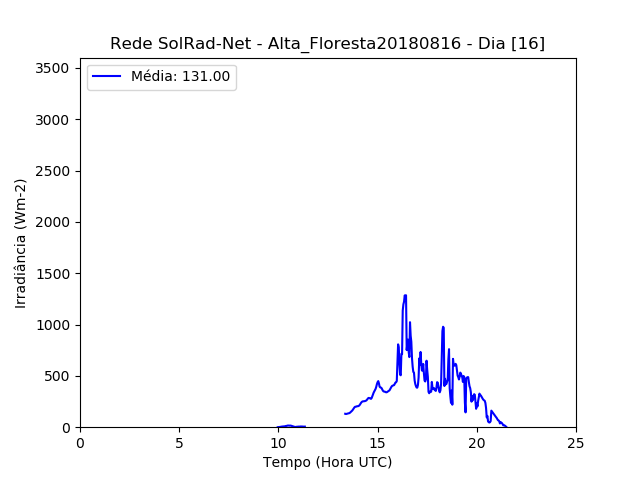 Rede SolRad-Net - Alta_Floresta20180816 - Dia [16]
Média: 131.00
3500
3000
2500
2000
1500
1000
500
0
Irradiância (Wm-2)
0 5 10 15 20 25
Tempo (Hora UTC)